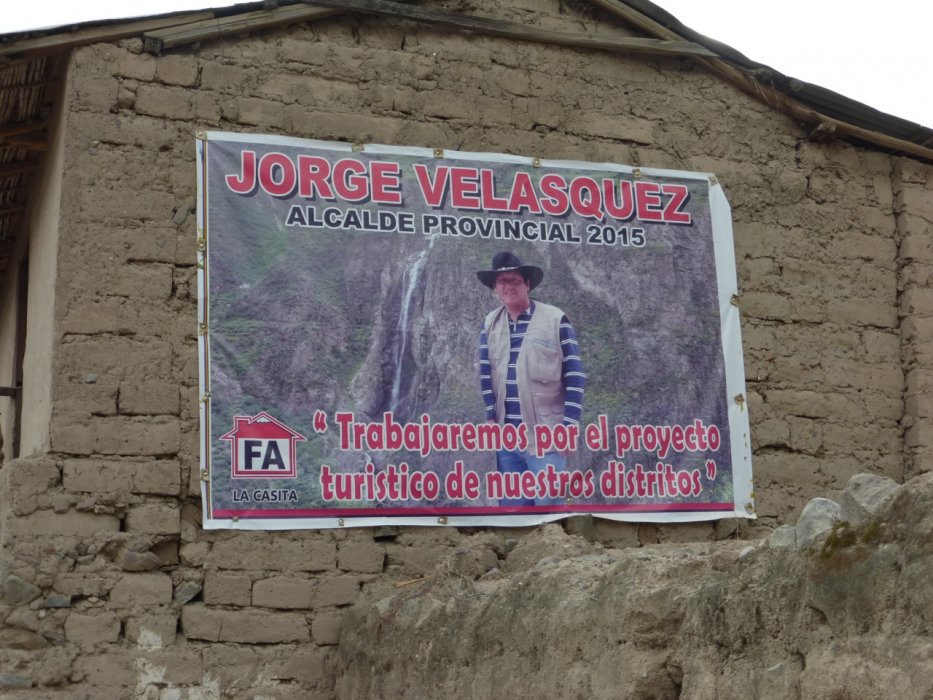 JORGE VELASQUEZ
ALCALDE PROVINCIAL 2015
“Trabajaremos por el proyecto
turistico de nuestros distritos”
FA
LA CASITA